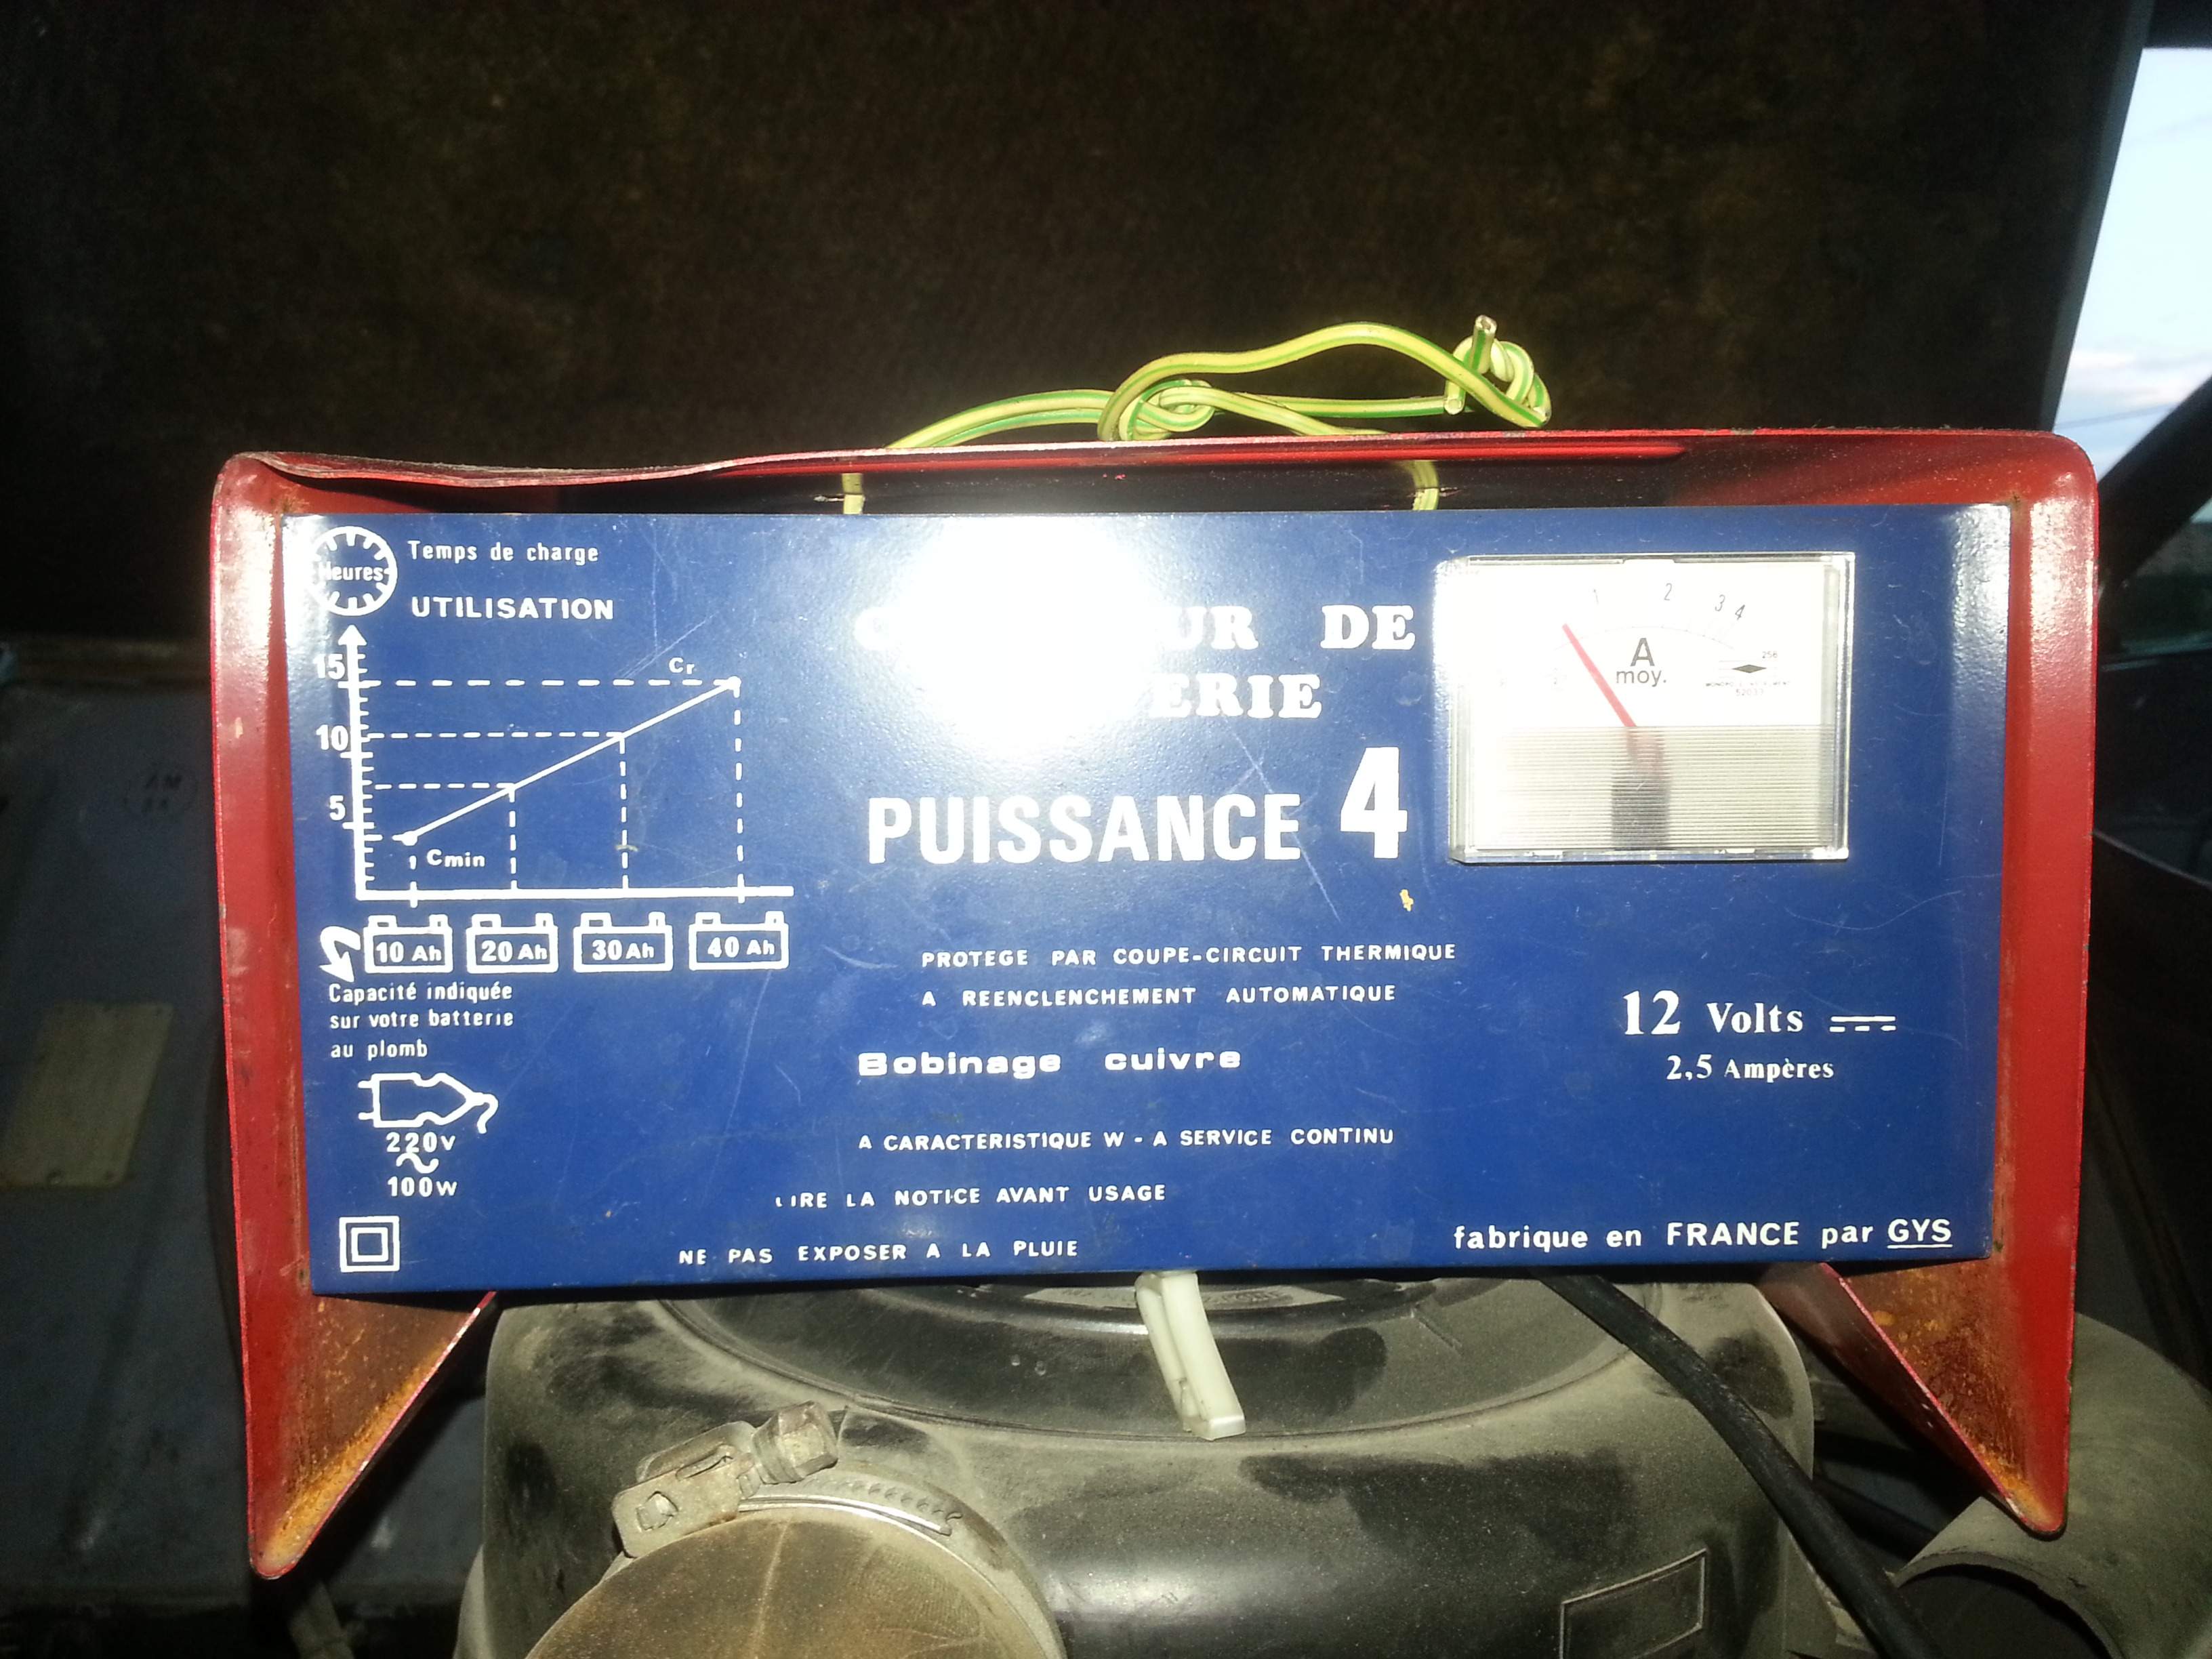 Heures
Temps de charge
UTILISATION
15
10
5
Cr
Cmin
10 Ah
20 Ah
30 Ah
40 Ah
Capacité indiquée
sur votre batterie
au plomb
220v
100w
DE
PUISSANCE 4
PROTEGE PAR COUPE-CIRCUIT THERMIQUE
A REENCLENCHEMENT AUTOMATIQUE
Bobinage cuivre
A CARACTERISTIQUE W - A SERVICE CONTINU
LIRE LA NOTICE AVANT USAGE
NE PAS EXPOSER A LA PLUIE
1 2 3 4
A
moy.
12 Volts
2,5 Ampères
fabrique en FRANCE par GYS